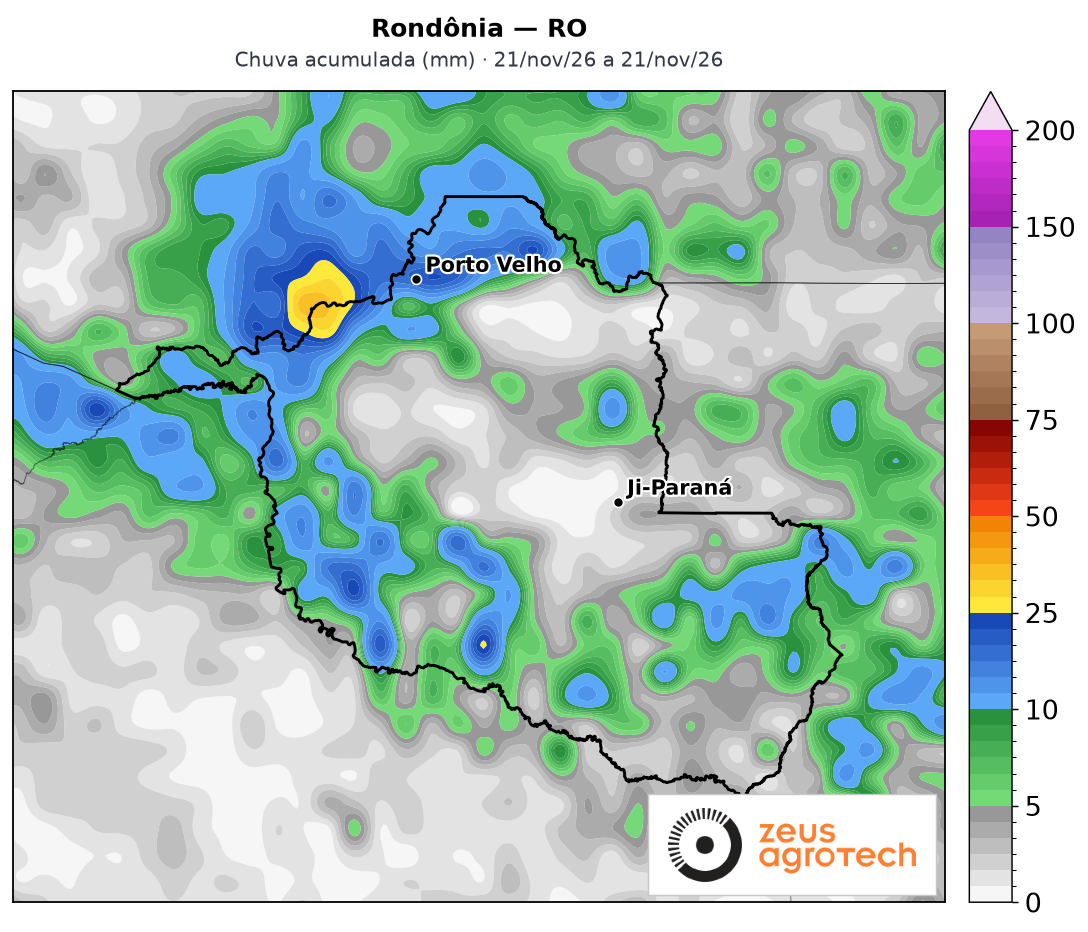 Rondônia — RO
Chuva acumulada (mm) · 21/nov/26 a 21/nov/26
Porto Velho
Ji-Paraná
200
150
100
75
50
25
10
5
0
zeus
agrotech